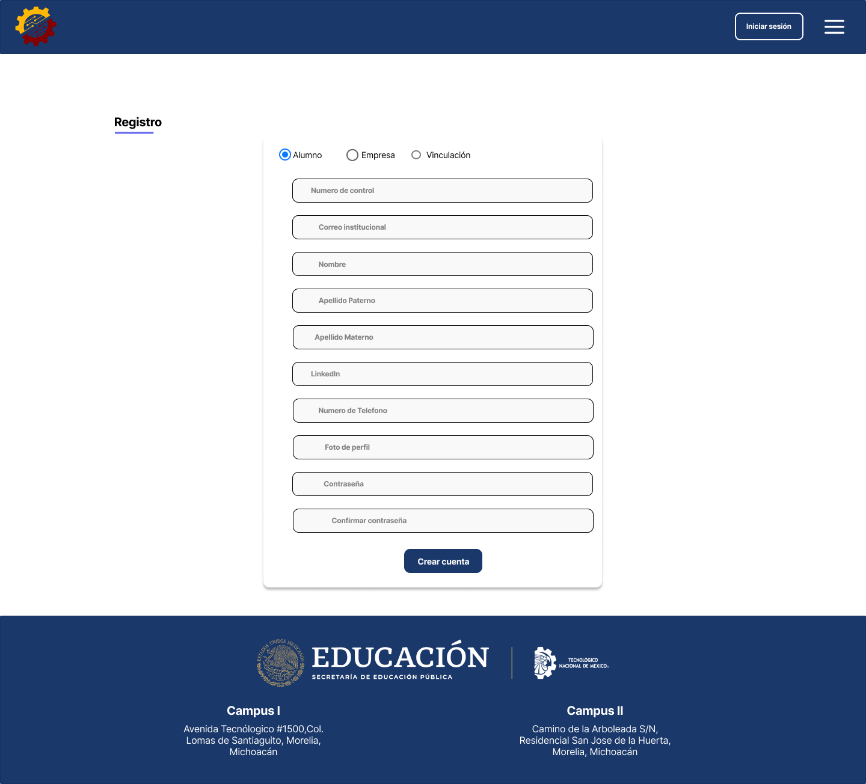 Iniciar sesión
Registro
Alumno Empresa Vinculación
Numero de control
Correo institucional
Nombre
Apellido Paterno
Apellido Materno
LinkedIn
Numero de Telefono
Foto de perfil
Contraseña
Confirmar contraseña
Crear cuenta
EDUCACIÓN
SECRETARÍA DE EDUCACIÓN PÚBLICA
TECNOLÓGICO
NACIONAL DE MÉXICO.
Campus I
Avenida Tecnólogico #1500,Col.
Lomas de Santiaguito, Morelia,
Michoacán
Campus II
Camino de la Arboleada S/N,
Residencial San Jose de la Huerta,
Morelia, Michoacán